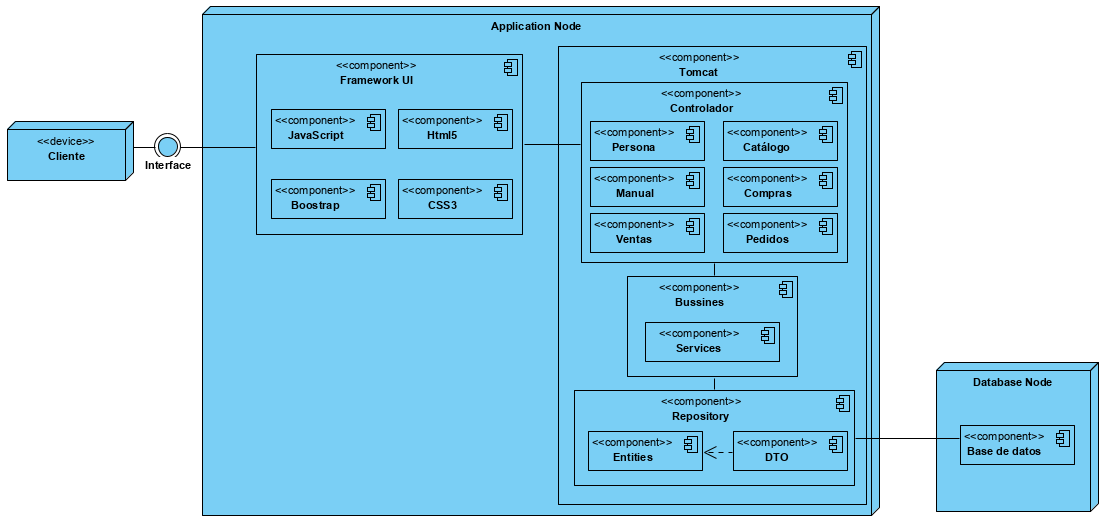 Application Node
<<device>>
Cliente
Interface
<<component>>
Framework UI
<<component>>
JavaScript
<<component>>
Html5
<<component>>
Boostrap
<<component>>
CSS3
<<component>>
Tomcat
<<component>>
Controlador
<<component>>
Persona
<<component>>
Catálogo
<<component>>
Manual
<<component>>
Compras
<<component>>
Ventas
<<component>>
Pedidos
<<component>>
Bussines
<<component>>
Services
<<component>>
Repository
<<component>>
Entities
<<component>>
DTO
Database Node
<<component>>
Base de datos